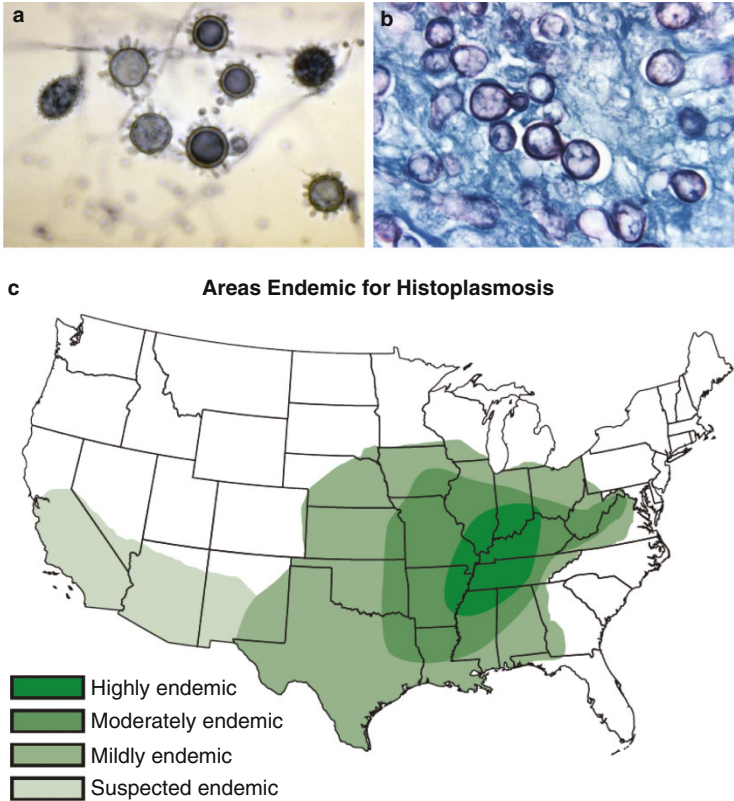 a
b
c
Areas Endemic for Histoplasmosis
Highly endemic
Moderately endemic
Mildly endemic
Suspected endemic